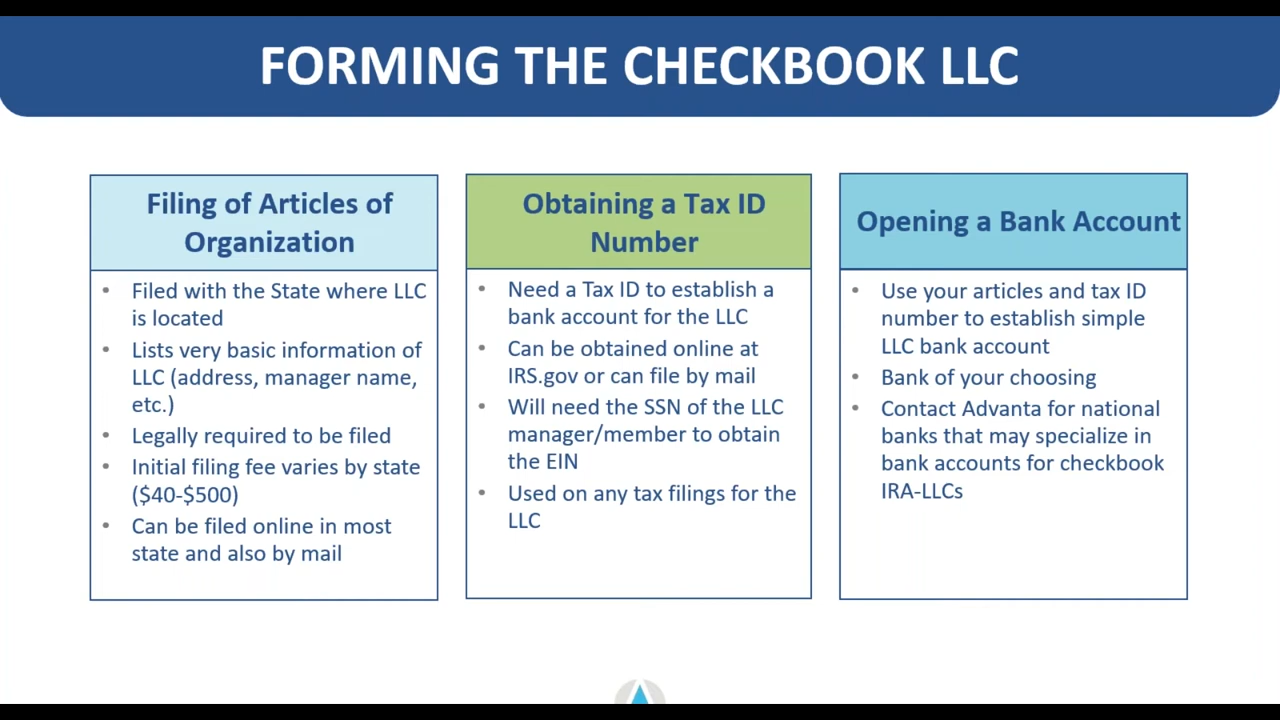 FORMING THE CHECKBOOK LLC
Filing of Articles of
Organization
• Filed with the State where LLC
is located
• Lists very basic information of
LLC (address, manager name,
etc.)
• Legally required to be filed
• Initial filing fee varies by state
($40-$500)
• Can be filed online in most
state and also by mail
Obtaining a Tax ID
Number
• Need a Tax ID to establish a
bank account for the LLC
• Can be obtained online at
IRS.gov or can file by mail
• Will need the SSN of the LLC
manager/member to obtain
the EIN
• Used on any tax filings for the
LLC
Opening a Bank Account
• Use your articles and tax ID
number to establish simple
LLC bank account
• Bank of your choosing
• Contact Advanta for national
banks that may specialize in
bank accounts for checkbook
IRA-LLCs